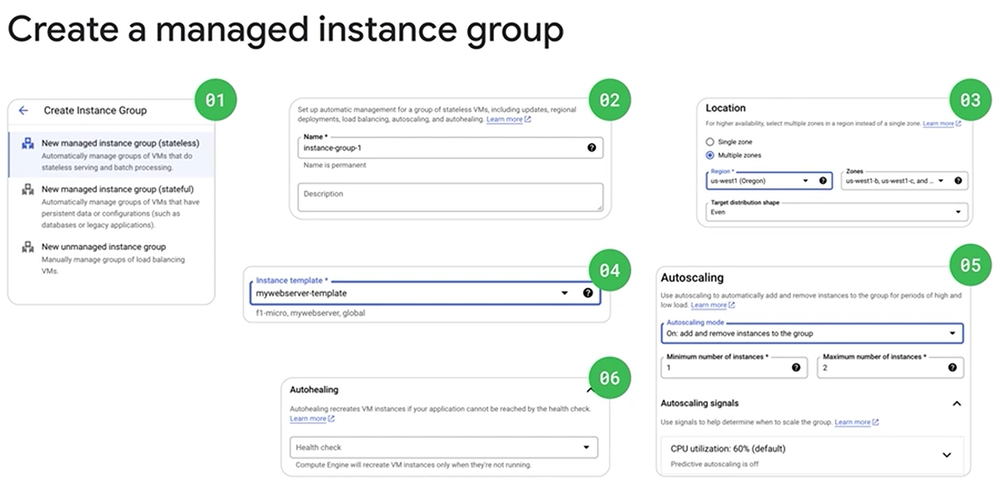 Create a managed instance group
01
Create Instance Group
New managed instance group (stateless)
Automatically manage groups of VMs that do
stateless serving and batch processing.
New managed instance group (stateful)
Automatically manage groups of VMs that have
persistent data or configurations (such as
databases or legacy applications).
New unmanaged instance group
Manually manage groups of load balancing
VMs.
02
Set up automatic management for a group of stateless VMs, including updates, regional
deployments, load balancing, autoscaling, and autohealing. Learn more
Name *
instance-group-1
Name is permanent
Description
03
Location
For higher availability, select multiple zones in a region instead of a single zone. Learn more
Single zone
Multiple zones
Region *
us-west1 (Oregon)
Zones
us-west1-b, us-west1-c, and ...
Target distribution shape
Even
04
Instance template *
mywebserver-template
f1-micro, mywebserver, global
05
Autoscaling
Use autoscaling to automatically add and remove instances to the group for periods of high and
low load. Learn more
Autoscaling mode
On: add and remove instances to the group
Minimum number of instances *
1
Maximum number of instances *
2
Autoscaling signals
Use signals to help determine when to scale the group. Learn more
CPU utilization: 60% (default)
Predictive autoscaling is off
06
Autohealing
Autohealing recreates VM instances if your application cannot be reached by the health check.
Learn more
Health check
Compute Engine will recreate VM instances only when they're not running.